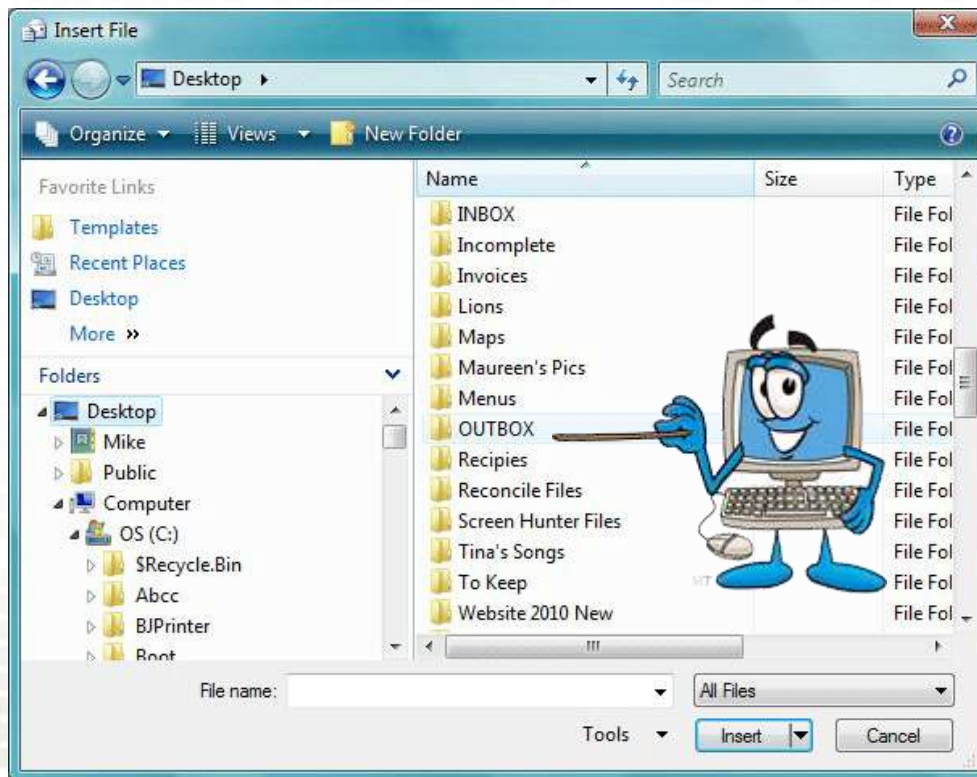 Insert File
Desktop
Search
Organize Views New Folder
Favorite Links
Templates
Recent Places
Desktop
More »
Folders
Desktop
Mike
Public
Computer
OS (C:)
$Recycle.Bin
Abcc
BJPrinter
Boot
Name Size Type
INBOX File Fol
Incomplete File Fol
Invoices File Fol
Lions File Fol
Maps File Fol
Maureen's Pics File Fol
Menus File Fol
OUTBOX File Fol
Recipies File Fol
Reconcile Files File Fol
Screen Hunter Files File Fol
Tina's Songs File Fol
To Keep File Fol
Website 2010 New File Fol
File name: All Files
Tools Insert Cancel